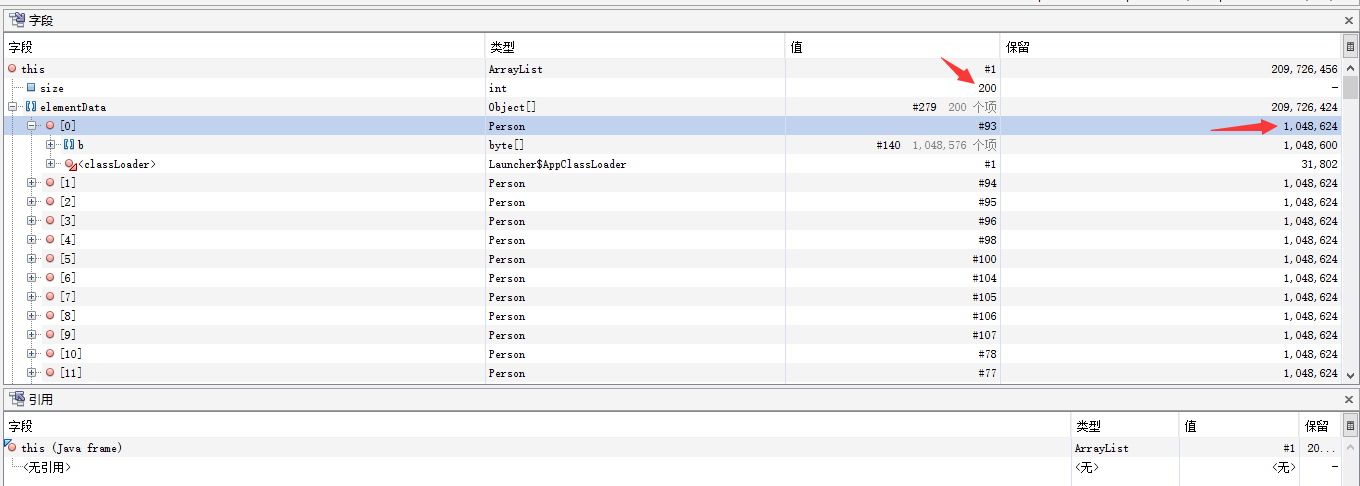 字段
字段 类型 值 保留
this ArrayList #1 209,726,456
size int 200 -
elementData Object[] #279 200 个项 209,726,424
[0] Person #93 1,048,624
b byte[] #140 1,048,576 个项 1,048,600
<classLoader> Launcher$AppClassLoader #1 31,802
[1] Person #94 1,048,624
[2] Person #95 1,048,624
[3] Person #96 1,048,624
[4] Person #98 1,048,624
[5] Person #100 1,048,624
[6] Person #104 1,048,624
[7] Person #105 1,048,624
[8] Person #106 1,048,624
[9] Person #107 1,048,624
[10] Person #78 1,048,624
[11] Person #77 1,048,624
引用
字段 类型 值 保留
this (Java frame) ArrayList #1 20...
<无引用> <无> <无> -